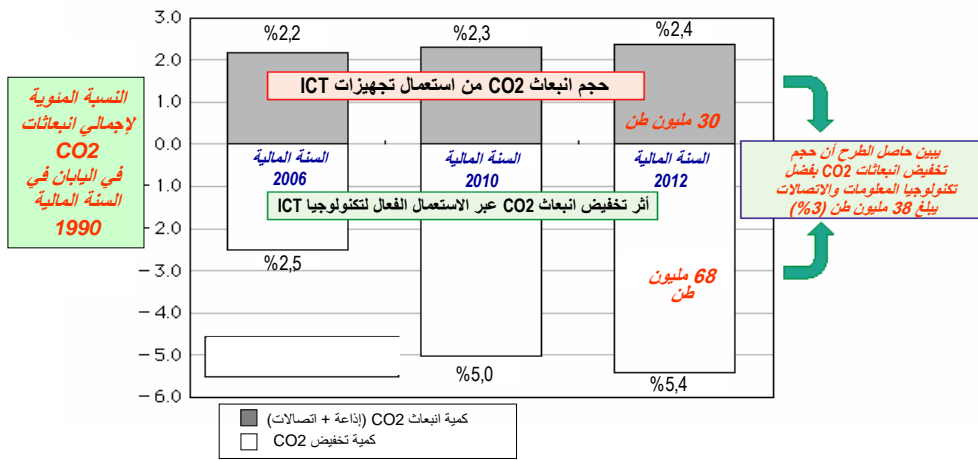 3.0
2.0
1.0
0.0
−1.0
−2.0
−3.0
−4.0
−5.0
−6.0
%2,2
%2,3
%2,4
حجم انبعاث CO2 من استعمال تجهيزات ICT
30 مليون طن
السنة المالية
2006
السنة المالية
2010
السنة المالية
2012
أثر تخفيض انبعاث CO2 عبر الاستعمال الفعال لتكنولوجيا ICT
%2,5
68 مليون
طن
%5,0
%5,4
النسبة المئوية
لإجمالي انبعاثات
CO2
في اليابان في
السنة المالية
1990
يبين حاصل الطرح أن حجم
تخفيض انبعاثات CO2 بفضل
تكنولوجيا المعلومات والاتصالات
يبلغ 38 مليون طن (3%)
كمية انبعاث CO2 (إذاعة + اتصالات)
كمية تخفيض CO2